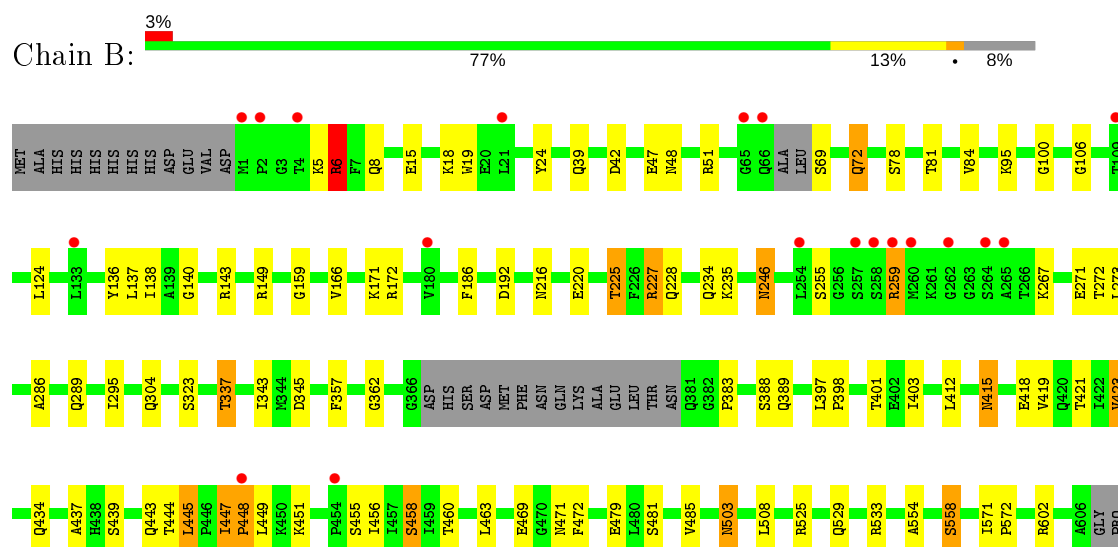 3%
Chain B:
77% 13% • 8%
MET ALA HIS HIS HIS HIS HIS HIS ASP GLU VAL ASP M1 P2 G3 T4 K5 R6 F7 Q8 E15 K18 W19 E20 L21 Y24 Q39 D42 E47 N48 R51 G65 Q66 ALA LEU S69 Q72 S78 T81 V84 K95 G100 G106 T109
L124 L133 Y136 L137 I138 A139 G140 R143 R149 G159 V166 K171 R172 V180 F186 D192 N216 E220 T225 F226 R227 Q228 Q234 K235 N246 L254 S255 G256 S257 S258 R259 M260 K261 G262 G263 S264 A265 T266 K267 E271 T272 L273
A286 Q289 I295 Q304 S323 T337 I343 M344 D345 F357 G362 G366 ASP HIS SER ASP MET PHE ASN GLN LYS ALA GLU LEU THR ASN Q381 G382 P383 S388 Q389 L397 P398 T401 E402 I403 L412 N415 E418 V419 Q420 T421 I422
Q434 A437 H438 S439 Q443 T444 L445 P446 I447 P448 L449 K450 K451 P454 S455 I456 I457 S458 I459 T460 L463 E469 G470 N471 F472 E479 L480 S481 V485 N503 L508 R525 Q529 R533 A554 S558 I571 P572 R602 A606 GLY